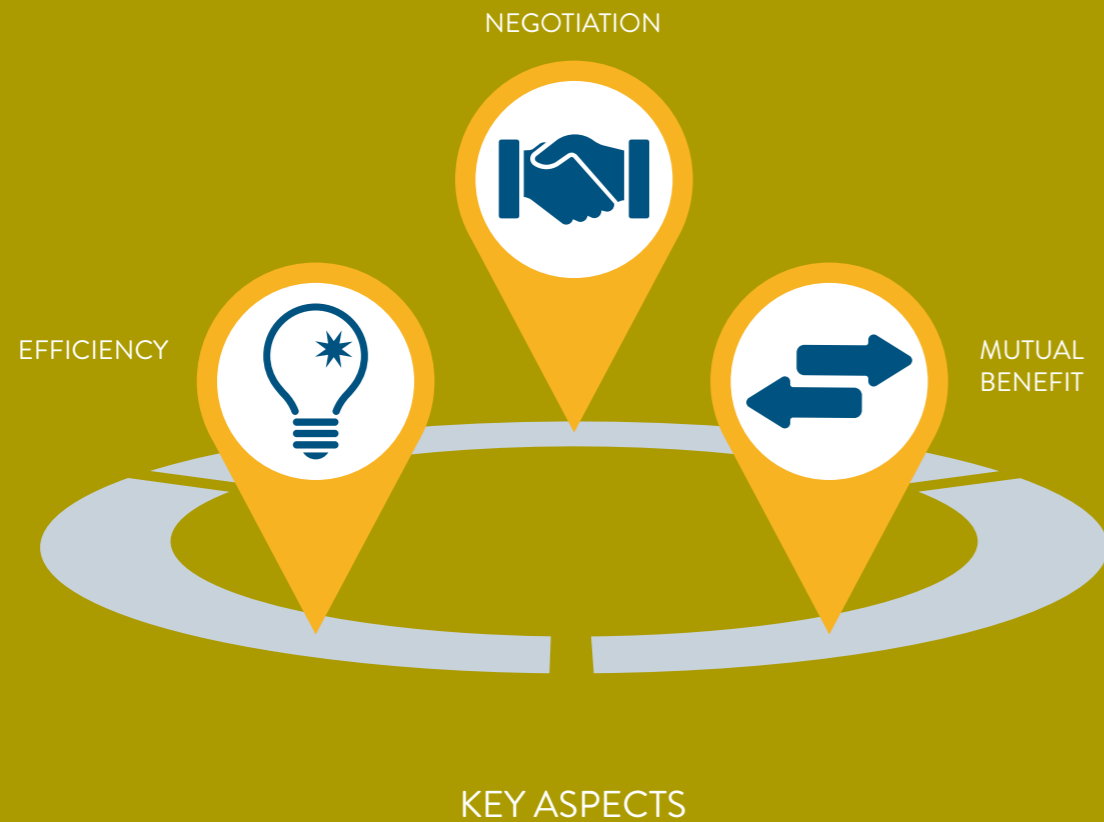 NEGOTIATION
EFFICIENCY
MUTUAL
BENEFIT
KEY ASPECTS